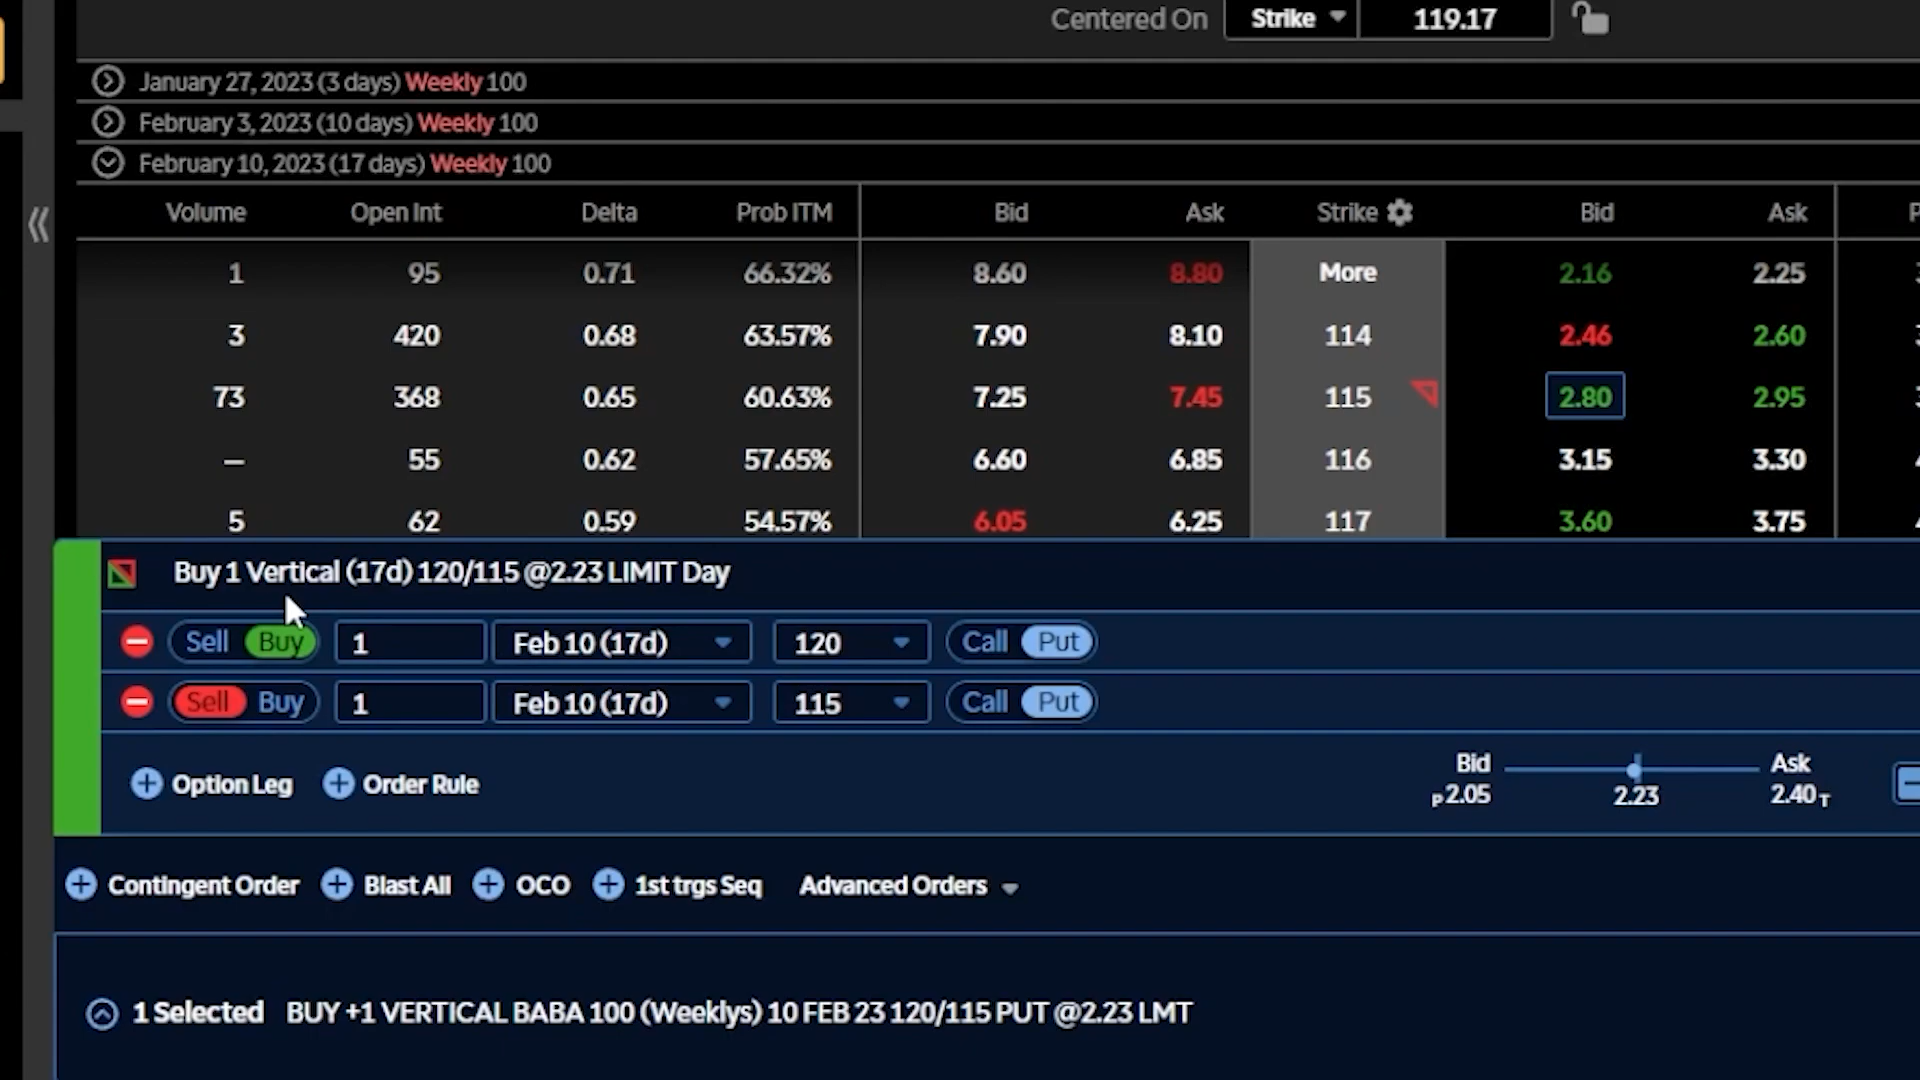 Centered On Strike 119.17
January 27, 2023 (3 days) Weekly 100
February 3, 2023 (10 days) Weekly 100
February 10, 2023 (17 days) Weekly 100
Volume Open Int Delta Prob ITM Bid Ask Strike Bid Ask
1 95 0.71 66.32% 8.60 8.80 More 2.16 2.25
3 420 0.68 63.57% 7.90 8.10 114 2.46 2.60
73 368 0.65 60.63% 7.25 7.45 115 2.80 2.95
— 55 0.62 57.65% 6.60 6.85 116 3.15 3.30
5 62 0.59 54.57% 6.05 6.25 117 3.60 3.75
Buy 1 Vertical (17d) 120/115 @2.23 LIMIT Day
Sell Buy 1 Feb 10 (17d) 120 Call Put
Sell Buy 1 Feb 10 (17d) 115 Call Put
Bid Ask
Option Leg Order Rule P 2.05 2.23 2.40 T
Contingent Order Blast All OCO 1st trgs Seq Advanced Orders
1 Selected BUY +1 VERTICAL BABA 100 (Weeklys) 10 FEB 23 120/115 PUT @2.23 LMT